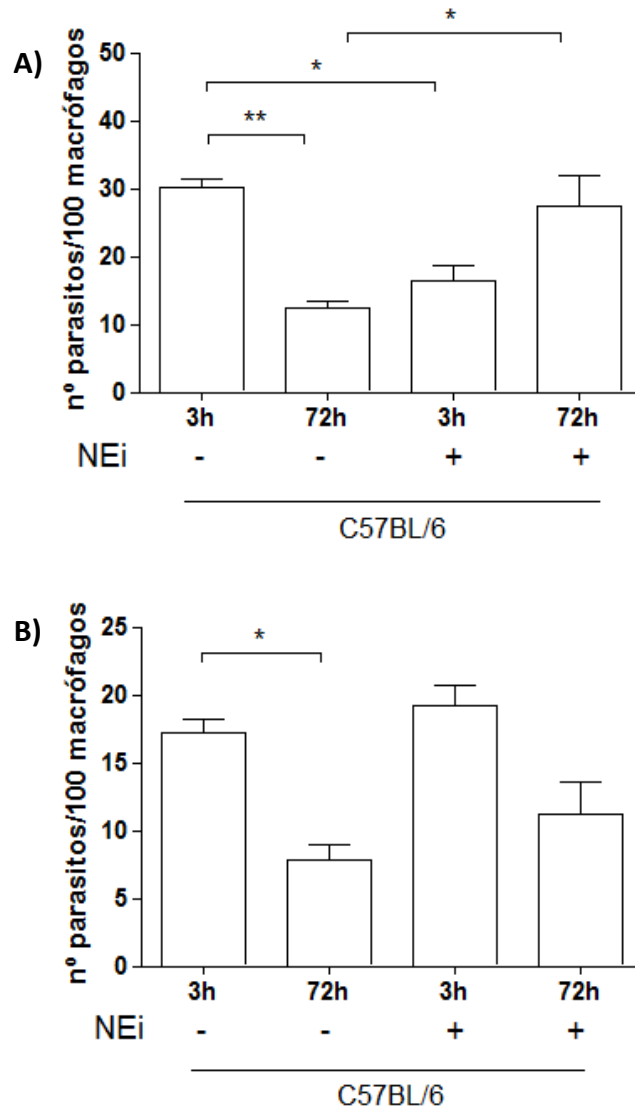 A)
nº parasitos/100 macrófagos
50
40
30
20
10
0
*
*
**
3h 72h 3h 72h
NEi - - + +
C57BL/6
B)
nº parasitos/100 macrófagos
25
20
15
10
5
0
*
3h 72h 3h 72h
NEi - - + +
C57BL/6